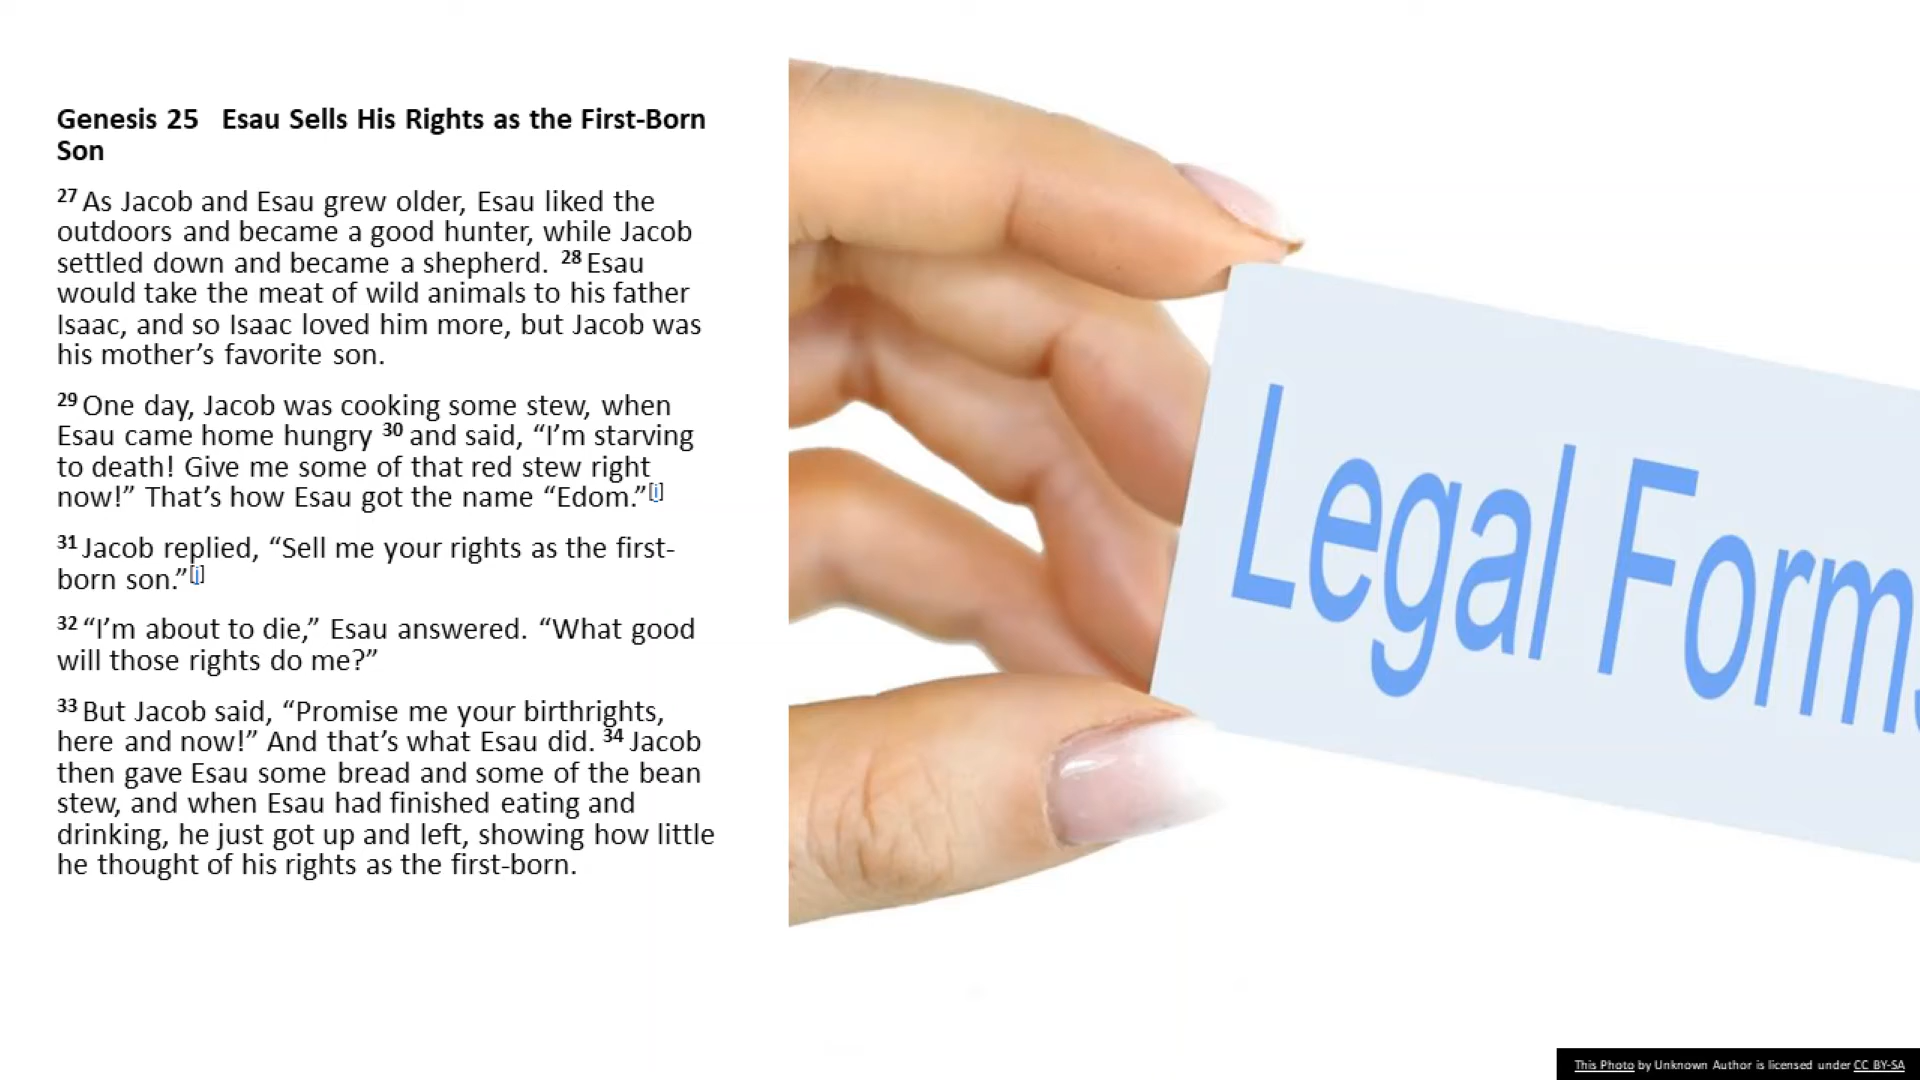 Genesis 25 Esau Sells His Rights as the First-Born
Son
27 As Jacob and Esau grew older, Esau liked the
outdoors and became a good hunter, while Jacob
settled down and became a shepherd. 28 Esau
would take the meat of wild animals to his father
Isaac, and so Isaac loved him more, but Jacob was
his mother’s favorite son.
29 One day, Jacob was cooking some stew, when
Esau came home hungry 30 and said, “I’m starving
to death! Give me some of that red stew right
now!” That’s how Esau got the name “Edom.”[i]
31 Jacob replied, “Sell me your rights as the first-
born son.”[j]
32 “I’m about to die,” Esau answered. “What good
will those rights do me?”
33 But Jacob said, “Promise me your birthrights,
here and now!” And that’s what Esau did. 34 Jacob
then gave Esau some bread and some of the bean
stew, and when Esau had finished eating and
drinking, he just got up and left, showing how little
he thought of his rights as the first-born.
Legal Forms
This Photo by Unknown Author is licensed under CC BY-SA